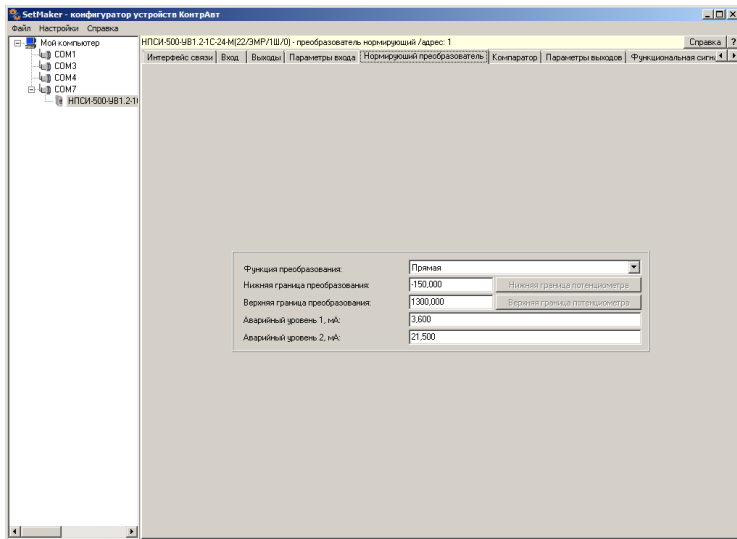 SetMaker - конфигуратор устройств КонтрАвт
Файл Настройки Справка
Мой компьютер
COM1
COM3
COM4
COM7
НПСИ-500-УВ1.2-1
НПСИ-500-УВ1.2-1С-24-М(22/ЭМР/1Ш/0) - преобразователь нормирующий /адрес: 1
Справка ?
Интерфейс связи Вход Выходы Параметры входа Нормирующий преобразователь Компаратор Параметры выходов Функциональная сигн
Функция преобразования: Прямая
Нижняя граница преобразования: -150,000 Нижняя граница потенциометра
Верхняя граница преобразования: 1300,000 Верхняя граница потенциометра
Аварийный уровень 1, мА: 3,600
Аварийный уровень 2, мА: 21,500